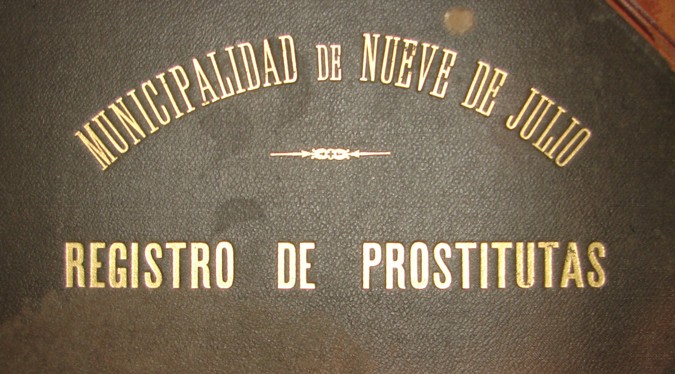 MUNICIPALIDAD DE NUEVE DE JULIO
REGISTRO DE PROSTITUTAS